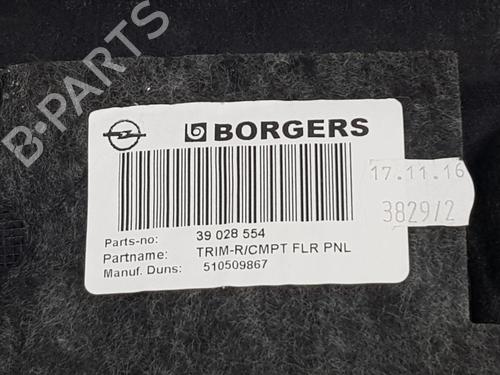 B-PARTS
BORGERS
Parts-no: 39 028 554
Partname: TRIM-R/CMPT FLR PNL
Manuf. Duns: 510509867
17.11.16
3829/2